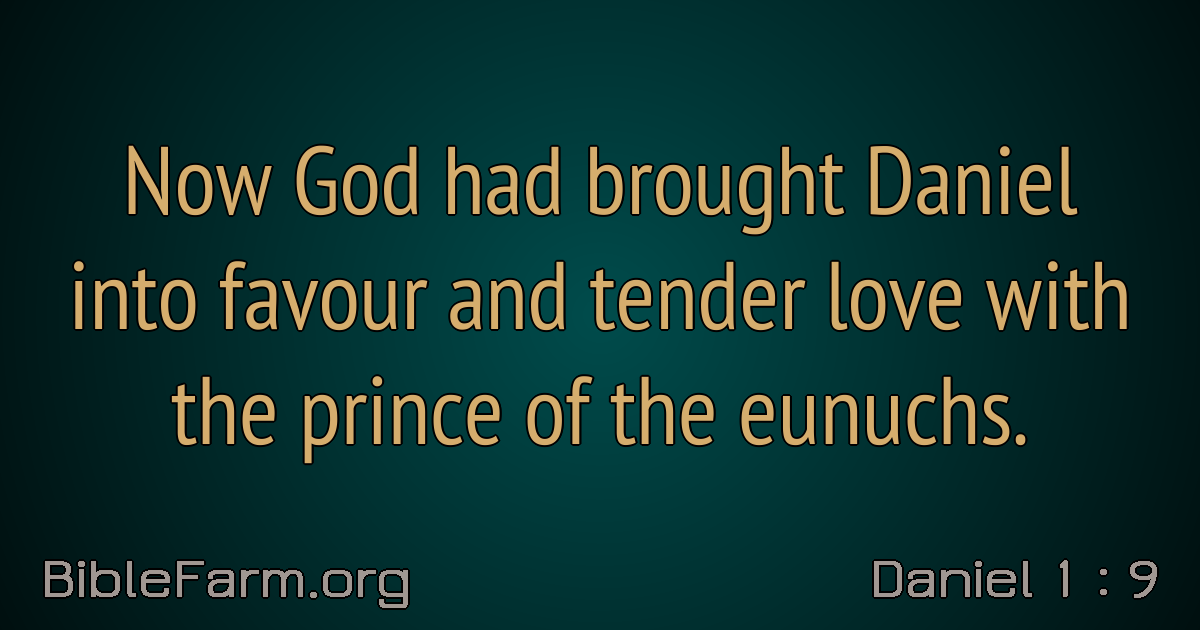 Now God had brought Daniel
into favour and tender love with
the prince of the eunuchs.
BibleFarm.org
Daniel 1 : 9